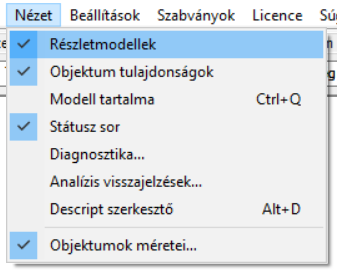 Nézet Beállítások Szabványok Licence
Részletmodellek
Objektum tulajdonságok
Modell tartalma Ctrl+Q
Státusz sor
Diagnosztika...
Analízis visszajelzések...
Descript szerkesztő Alt+D
Objektumok méretei...